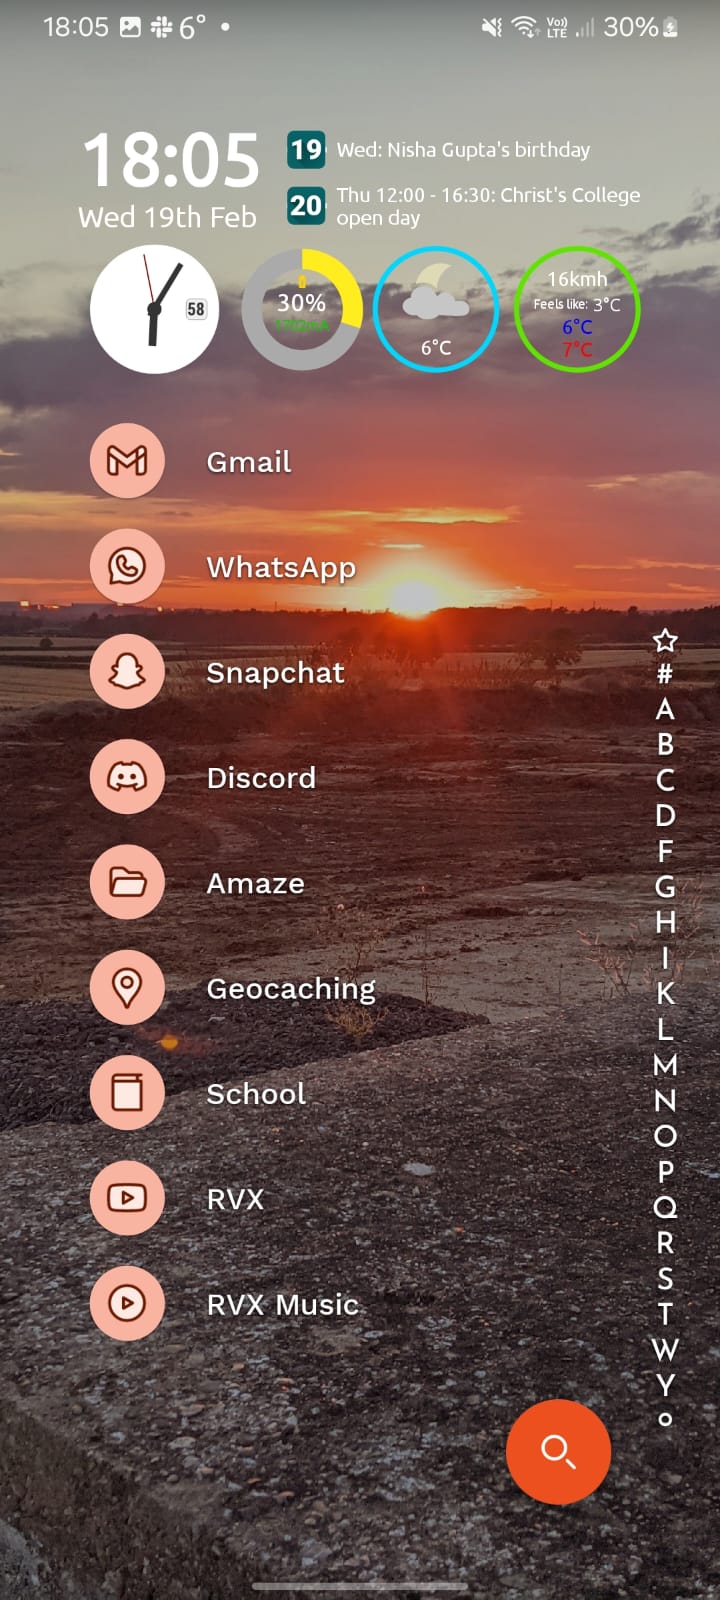 18:05 6° • Vo)) LTE 30%
18:05
Wed 19th Feb
19 Wed: Nisha Gupta's birthday
20 Thu 12:00 - 16:30: Christ's College
open day
58
30%
6°C
16kmh
Feels like: 3°C
6°C
7°C
Gmail
WhatsApp
Snapchat
Discord
Amaze
Geocaching
School
RVX
RVX Music
#
A
B
C
D
F
G
H
I
K
L
M
N
O
P
Q
R
S
T
W
Y